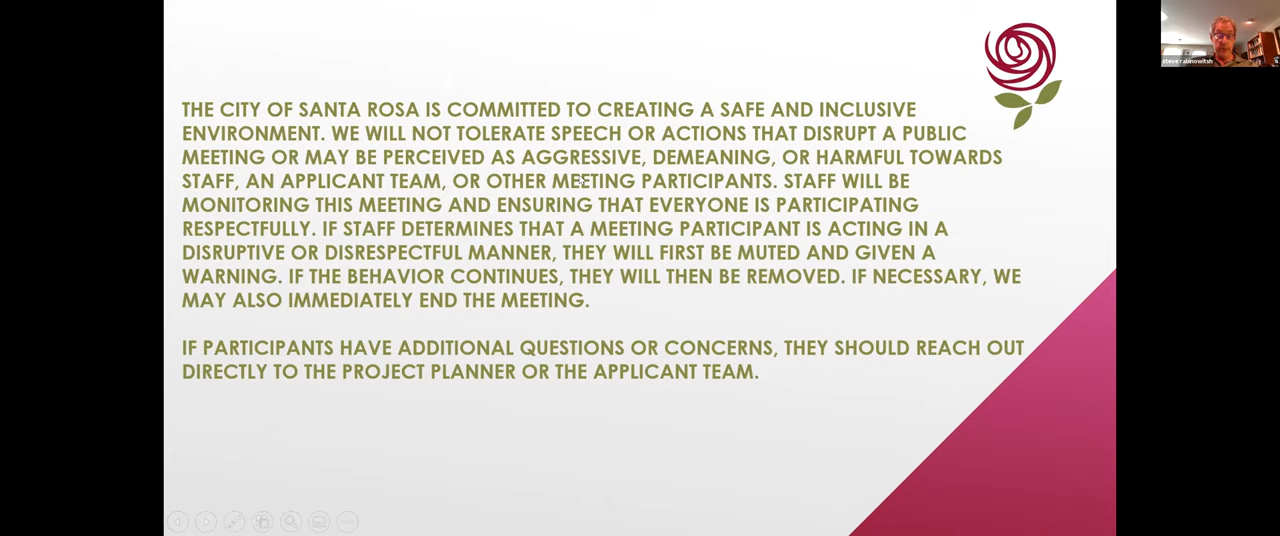 THE CITY OF SANTA ROSA IS COMMITTED TO CREATING A SAFE AND INCLUSIVE
ENVIRONMENT. WE WILL NOT TOLERATE SPEECH OR ACTIONS THAT DISRUPT A PUBLIC
MEETING OR MAY BE PERCEIVED AS AGGRESSIVE, DEMEANING, OR HARMFUL TOWARDS
STAFF, AN APPLICANT TEAM, OR OTHER MEETING PARTICIPANTS. STAFF WILL BE
MONITORING THIS MEETING AND ENSURING THAT EVERYONE IS PARTICIPATING
RESPECTFULLY. IF STAFF DETERMINES THAT A MEETING PARTICIPANT IS ACTING IN A
DISRUPTIVE OR DISRESPECTFUL MANNER, THEY WILL FIRST BE MUTED AND GIVEN A
WARNING. IF THE BEHAVIOR CONTINUES, THEY WILL THEN BE REMOVED. IF NECESSARY, WE
MAY ALSO IMMEDIATELY END THE MEETING.
IF PARTICIPANTS HAVE ADDITIONAL QUESTIONS OR CONCERNS, THEY SHOULD REACH OUT
DIRECTLY TO THE PROJECT PLANNER OR THE APPLICANT TEAM.
steve rabinowitsh